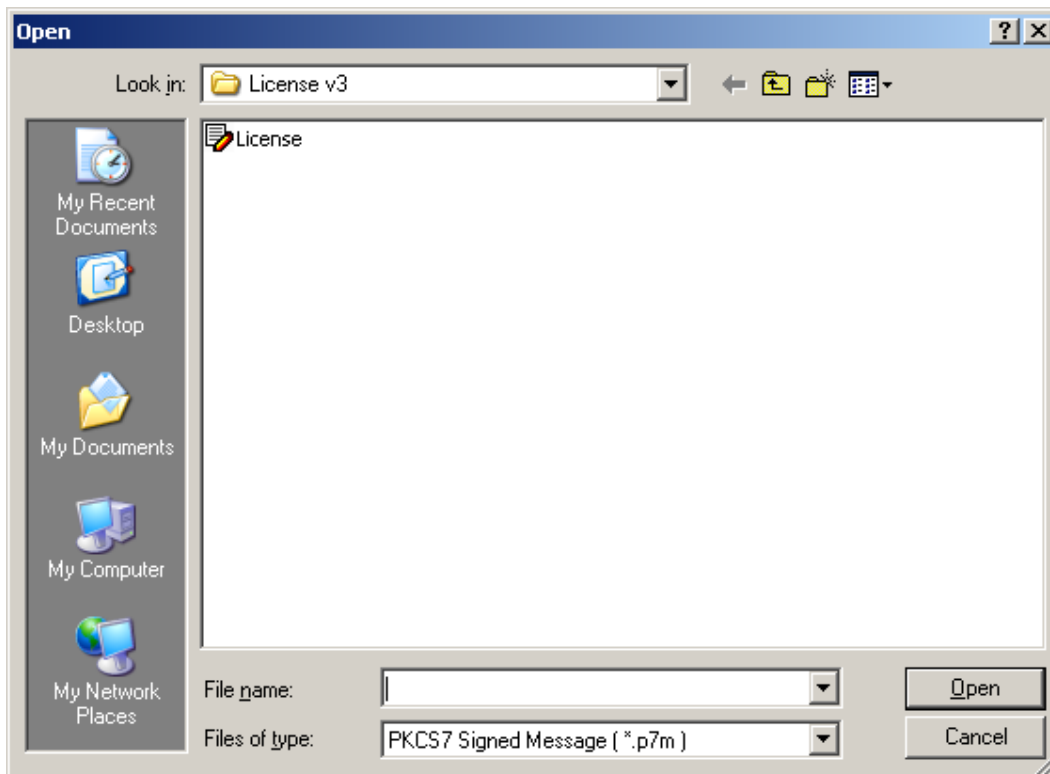 Open
Look in:
License v3
License
My Recent
Documents
Desktop
My Documents
My Computer
My Network
Places
File name:
Open
Files of type:
PKCS7 Signed Message ( *.p7m )
Cancel